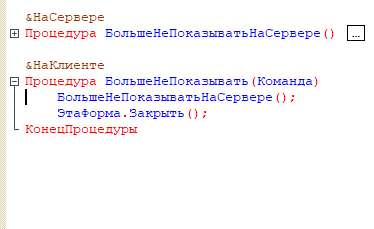 &НаСервере
Процедура БольшеНеПоказыватьНаСервере() ...
&НаКлиенте
Процедура БольшеНеПоказывать(Команда)
БольшеНеПоказыватьНаСервере();
ЭтаФорма.Закрыть();
КонецПроцедуры